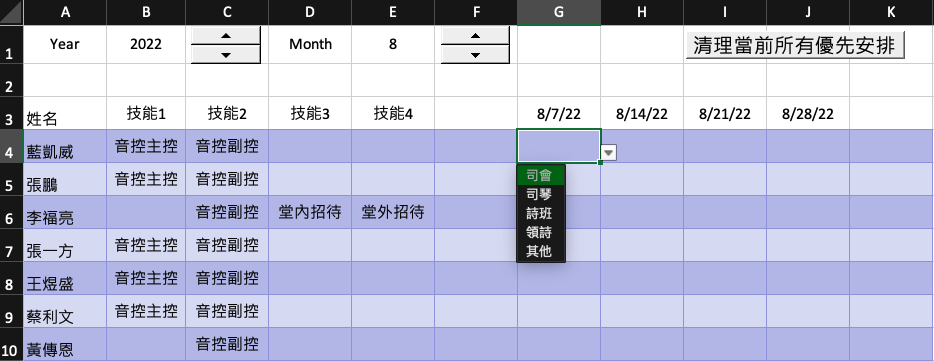 A B C D E F G H I J K
1 Year 2022 Month 8 清理當前所有優先安排
2
3 姓名 技能1 技能2 技能3 技能4 8/7/22 8/14/22 8/21/22 8/28/22
4 藍凱威 音控主控 音控副控
5 張鵬 音控主控 音控副控
6 李福亮 音控副控 堂內招待 堂外招待
7 張一方 音控主控 音控副控
8 王煜盛 音控主控 音控副控
9 蔡利文 音控主控 音控副控
10 黃傳恩 音控副控
司會
司琴
詩班
領詩
其他